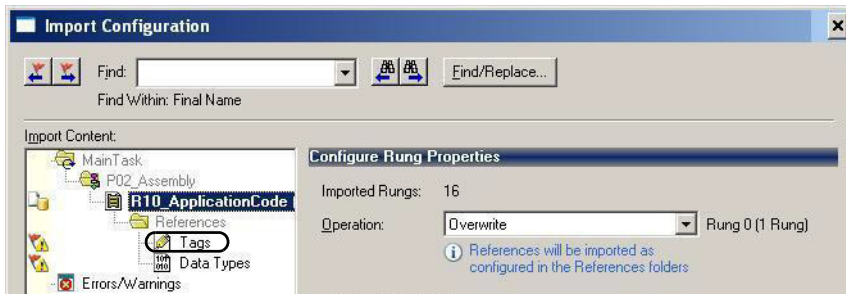 Import Configuration
Find:
Find/Replace...
Find Within: Final Name
Import Content:
MainTask
P02_Assembly
R10_ApplicationCode
References
Tags
Data Types
Errors/Warnings
Configure Rung Properties
Imported Rungs: 16
Operation: Overwrite Rung 0 (1 Rung)
References will be imported as
configured in the References folders